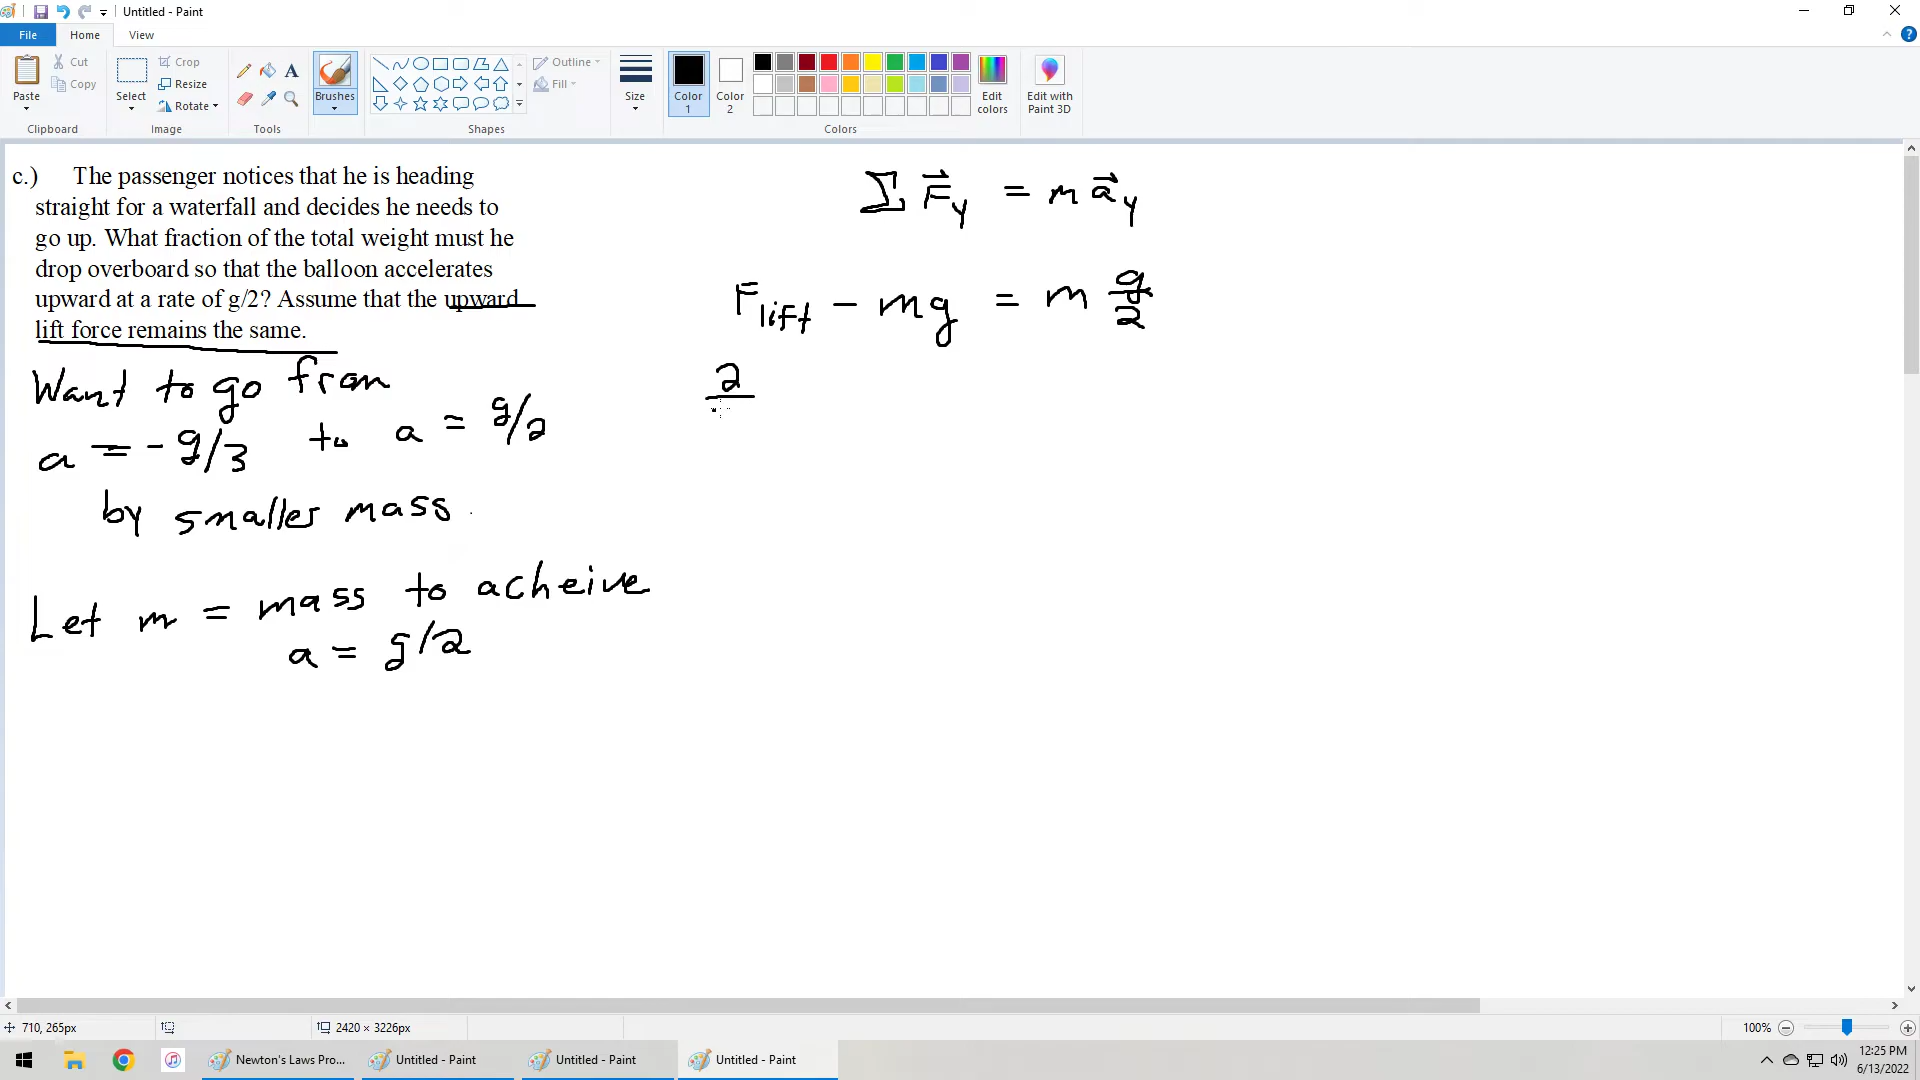 Untitled - Paint
File Home View
Paste
Cut
Copy
Clipboard
Select
Crop
Resize
Rotate
Image
Tools
Brushes
Shapes
Outline
Fill
Size
Color 1
Color 2
Colors
Edit colors
Edit with Paint 3D
c.) The passenger notices that he is heading
straight for a waterfall and decides he needs to
go up. What fraction of the total weight must he
drop overboard so that the balloon accelerates
upward at a rate of g/2? Assume that the upward
lift force remains the same.
Want to go from
a = - g/3 to a = g/2
by smaller mass.
Let m = mass to acheive
a = g/2
Σ F⃗y = m a⃗y
Flift - mg = m g/2
2
710, 265px
2420 × 3226px
100%
Newton's Laws Pro...
Untitled - Paint
Untitled - Paint
Untitled - Paint
12:25 PM
6/13/2022